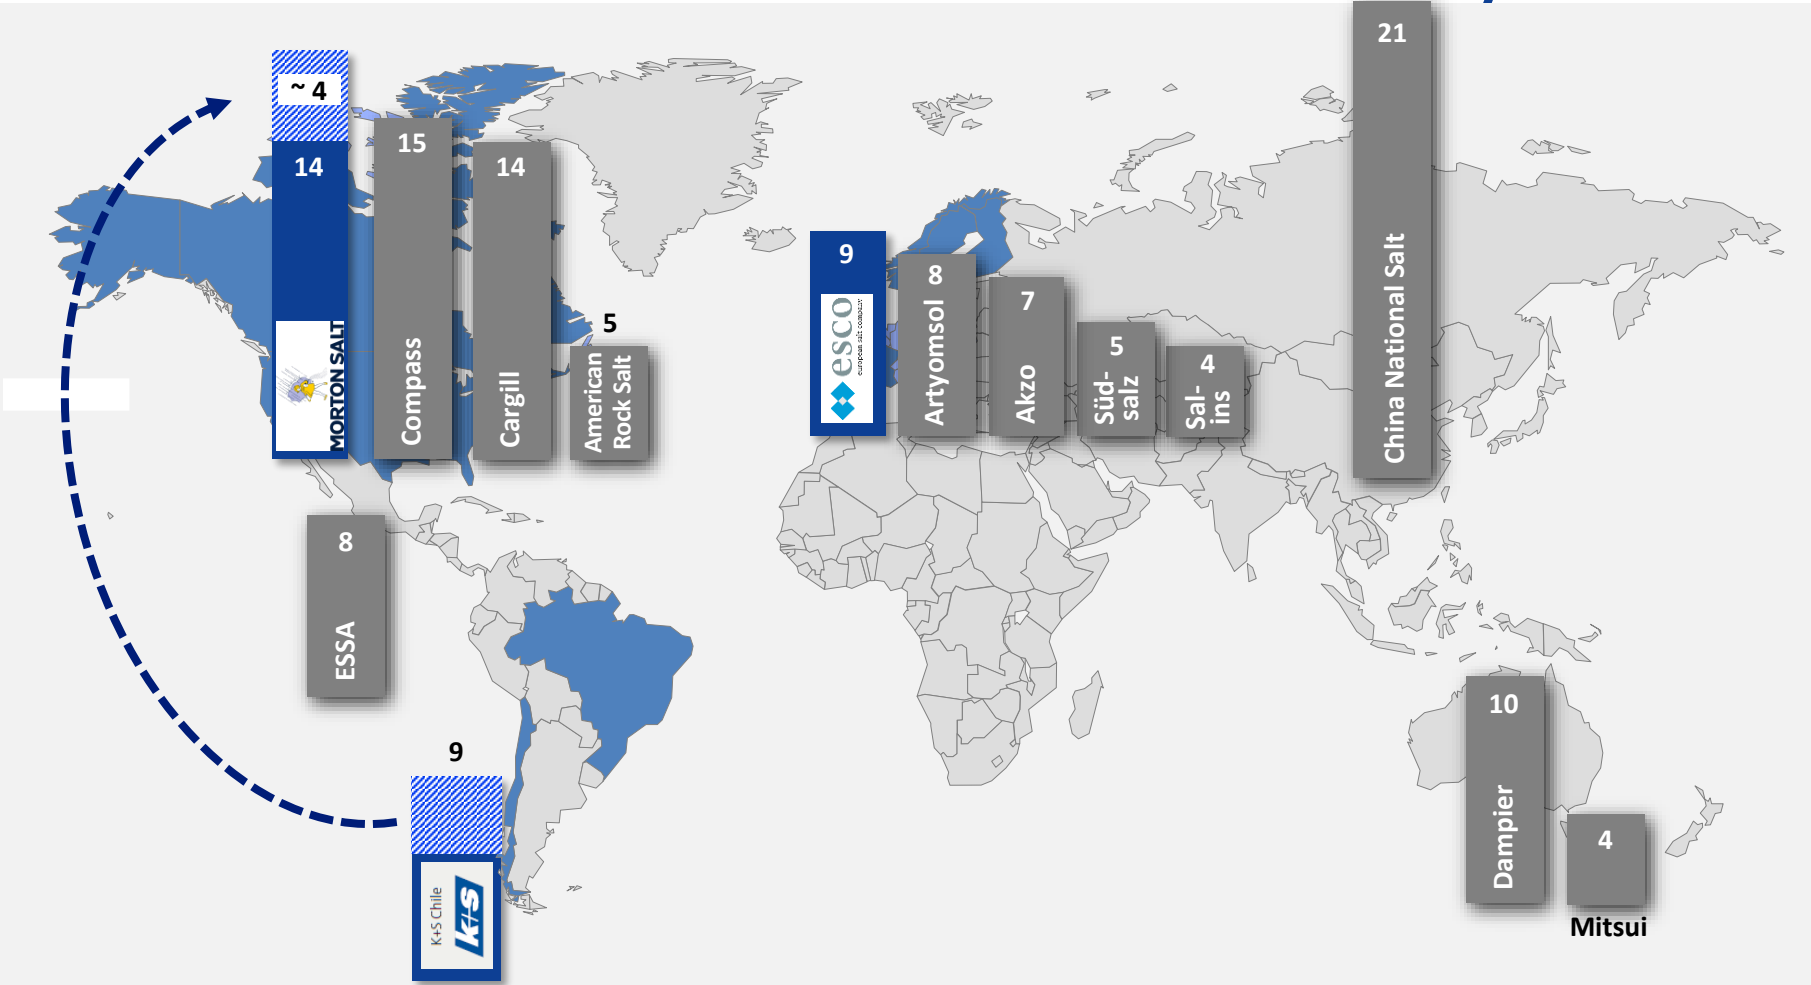 ~ 4
14
MORTON SALT
15
Compass
14
Cargill
5
American
Rock Salt
8
ESSA
9
K+S Chile
K+S
9
esco
european salt company
8
Artyomsol
7
Akzo
5
Süd-
salz
4
Sal-
ins
21
China National Salt
10
Dampier
4
Mitsui